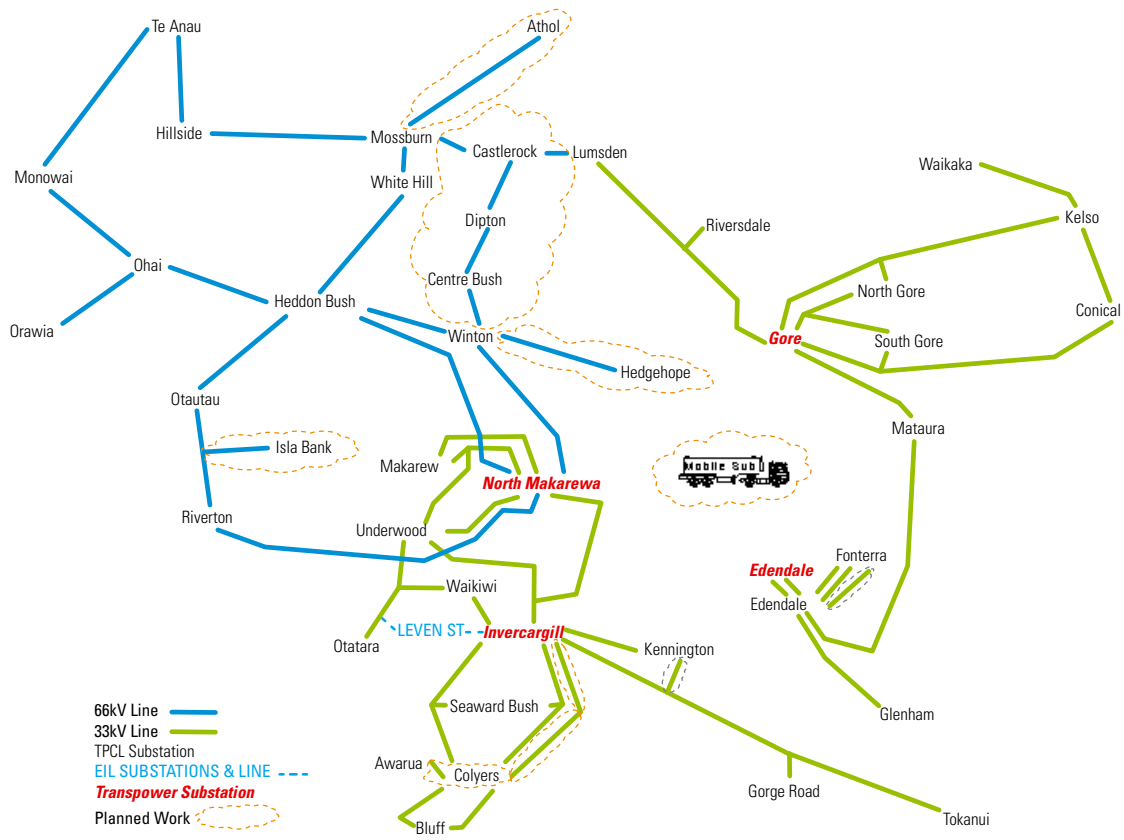 Te Anau
Athol
Hillside
Mossburn
Castlerock
Lumsden
Waikaka
Monowai
White Hill
Riversdale
Kelso
Dipton
Ohai
Centre Bush
North Gore
Orawia
Heddon Bush
Conical
Winton
Gore
South Gore
Hedgehope
Otautau
Mataura
Isla Bank
Makarew
Mobile Sub
North Makarewa
Riverton
Underwood
Fonterra
Edendale
Waikiwi
Edendale
LEVEN ST
Invercargill
Otatara
Kennington
Seaward Bush
Glenham
66kV Line
33kV Line
TPCL Substation
EIL SUBSTATIONS & LINE
Transpower Substation
Planned Work
Awarua
Colyers
Gorge Road
Tokanui
Bluff